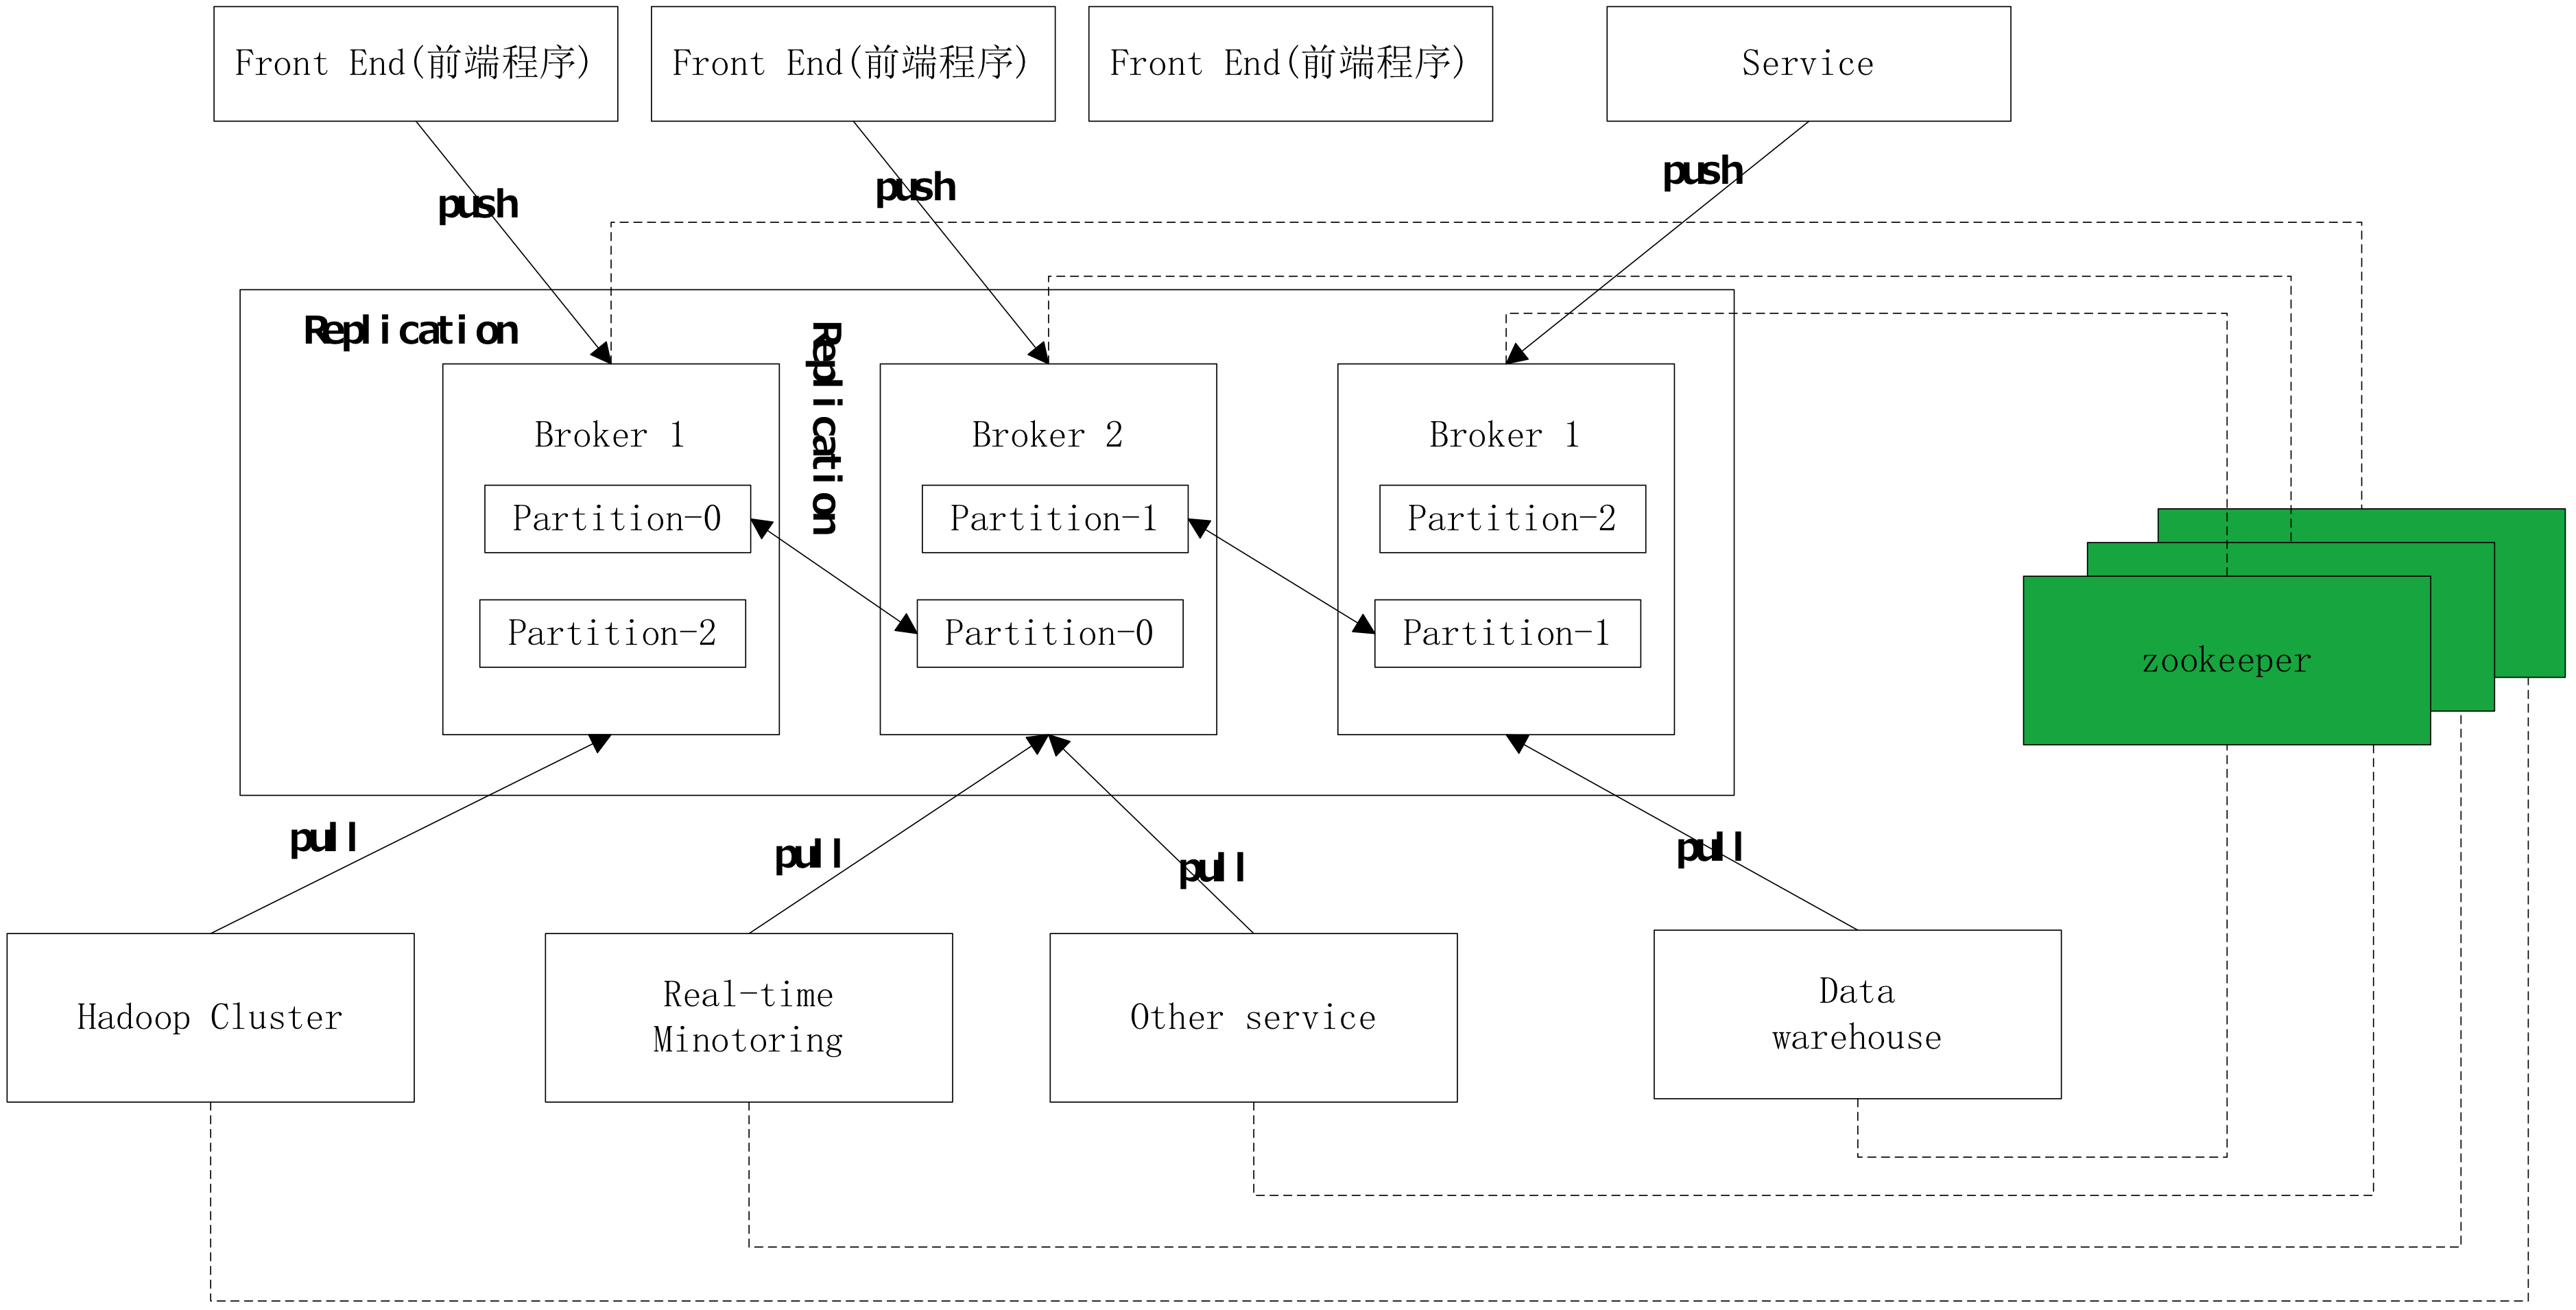 Front End(前端程序)
Front End(前端程序)
Front End(前端程序)
Service
push
push
push
Replication
Replication
Broker 1
Broker 2
Broker 1
Partition-0
Partition-1
Partition-2
Partition-2
Partition-0
Partition-1
zookeeper
pull
pull
pull
pull
Hadoop Cluster
Real-time
Minotoring
Other service
Data
warehouse